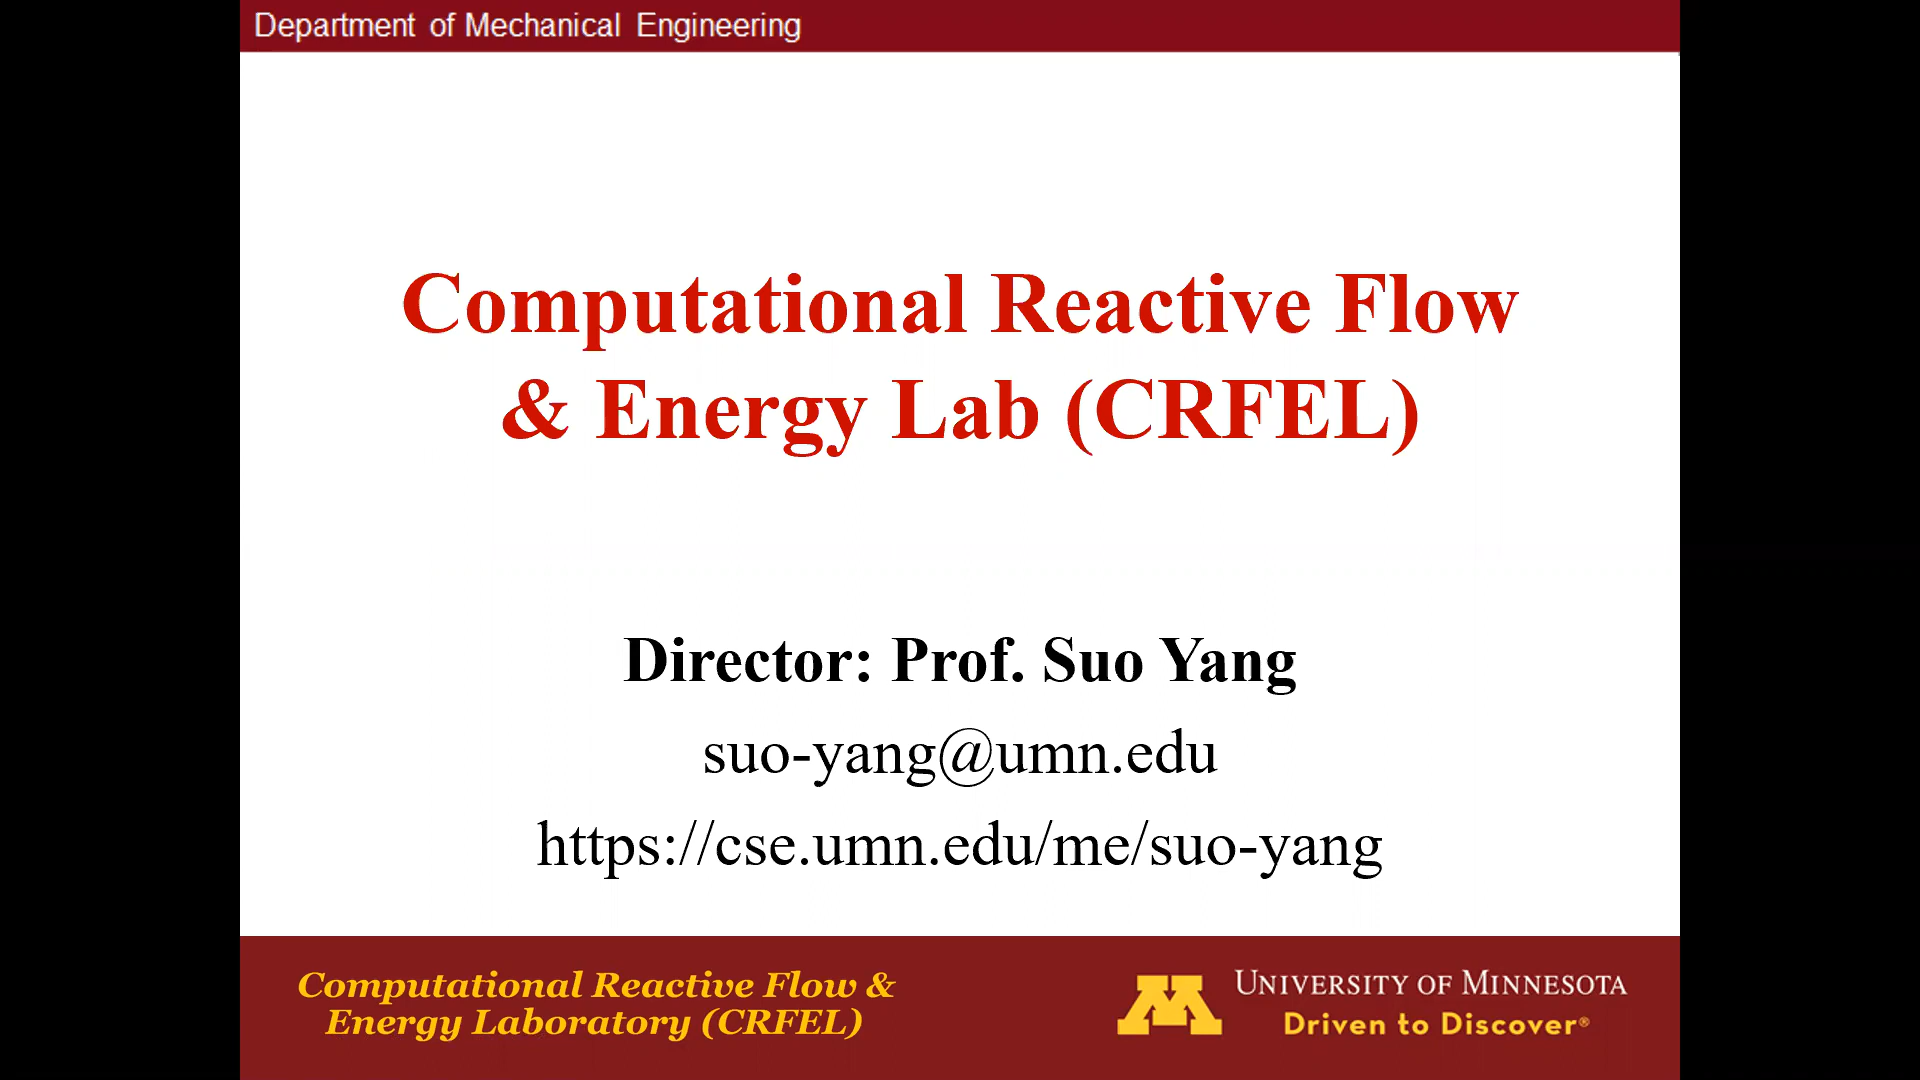 Department of Mechanical Engineering
Computational Reactive Flow
& Energy Lab (CRFEL)
Director: Prof. Suo Yang
suo-yang@umn.edu
https://cse.umn.edu/me/suo-yang
Computational Reactive Flow &
Energy Laboratory (CRFEL)
M
UNIVERSITY OF MINNESOTA
Driven to Discover®